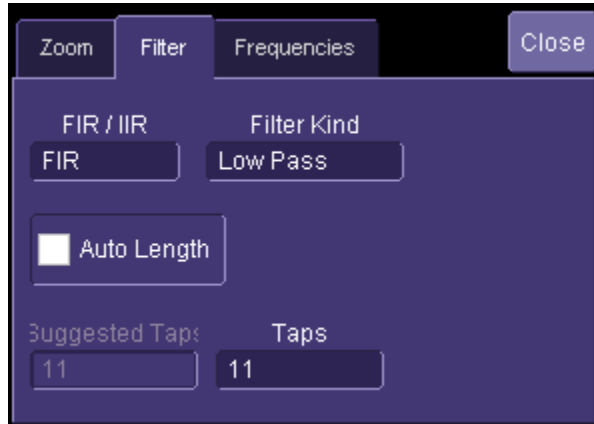 Zoom Filter Frequencies Close
FIR / IIR Filter Kind
FIR Low Pass
Auto Length
Suggested Taps Taps
11 11